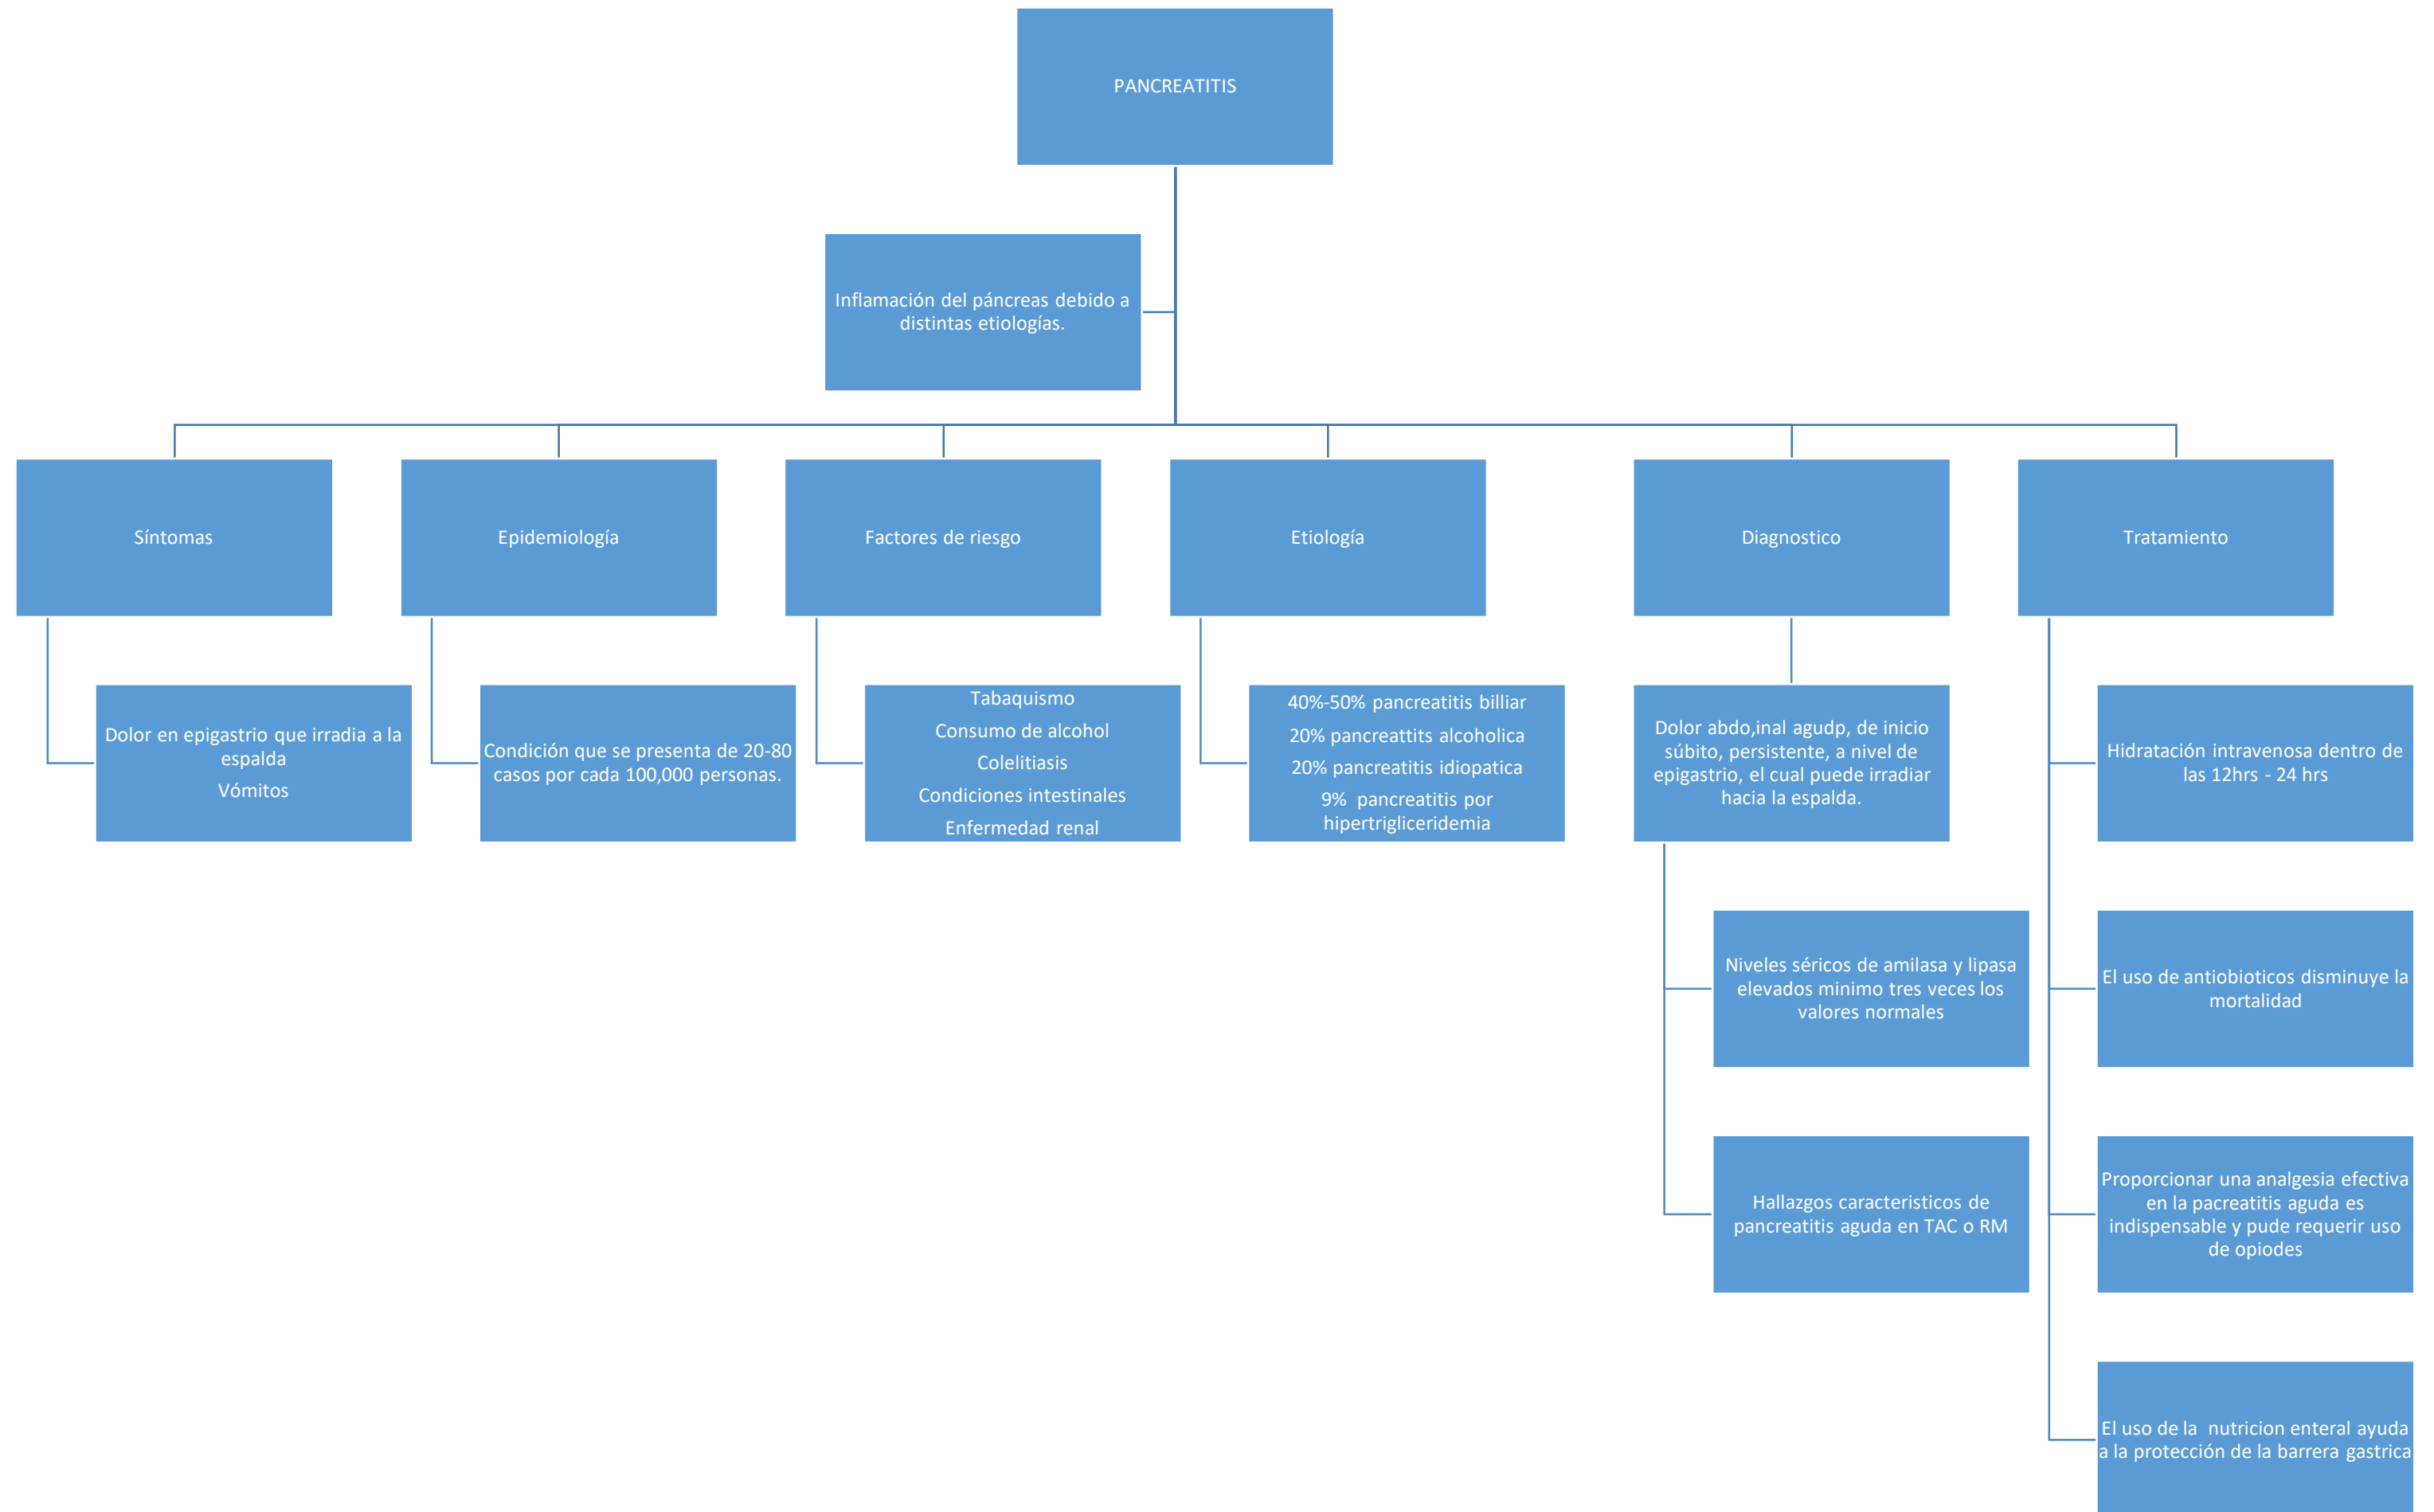 PANCREATITIS
Inflamación del páncreas debido a
distintas etiologías.
Síntomas
Epidemiología
Factores de riesgo
Etiología
Diagnostico
Tratamiento
Dolor en epigastrio que irradia a la
espalda
Vómitos
Condición que se presenta de 20-80
casos por cada 100,000 personas.
Tabaquismo
Consumo de alcohol
Colelitiasis
Condiciones intestinales
Enfermedad renal
40%-50% pancreatitis billiar
20% pancreattits alcoholica
20% pancreatitis idiopatica
9% pancreatitis por
hipertrigliceridemia
Dolor abdo,inal agudp, de inicio
súbito, persistente, a nivel de
epigastrio, el cual puede irradiar
hacia la espalda.
Niveles séricos de amilasa y lipasa
elevados minimo tres veces los
valores normales
Hallazgos caracteristicos de
pancreatitis aguda en TAC o RM
Hidratación intravenosa dentro de
las 12hrs - 24 hrs
El uso de antiobioticos disminuye la
mortalidad
Proporcionar una analgesia efectiva
en la pacreatitis aguda es
indispensable y pude requerir uso
de opiodes
El uso de la nutricion enteral ayuda
a la protección de la barrera gastrica